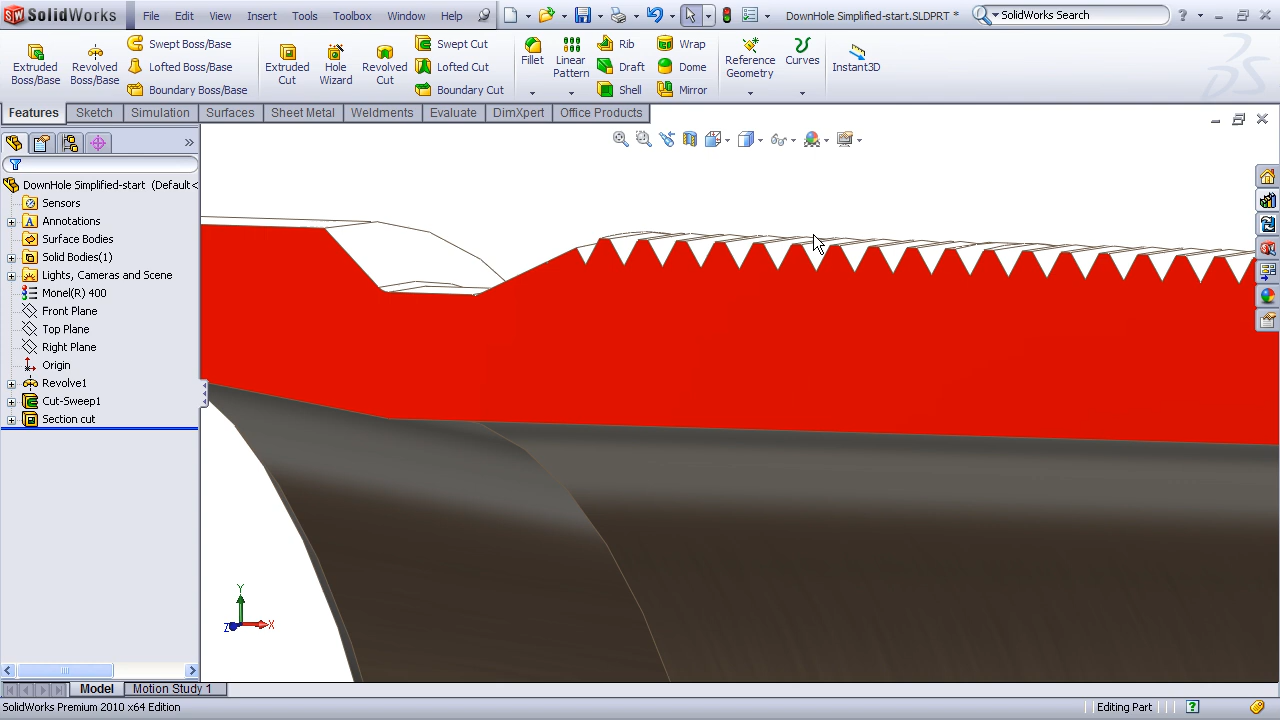 SolidWorks File Edit View Insert Tools Toolbox Window Help DownHole Simplified-start.SLDPRT * SolidWorks Search
Extruded Boss/Base
Revolved Boss/Base
Swept Boss/Base
Lofted Boss/Base
Boundary Boss/Base
Extruded Cut
Hole Wizard
Revolved Cut
Swept Cut
Lofted Cut
Boundary Cut
Fillet
Linear Pattern
Rib
Draft
Shell
Wrap
Dome
Mirror
Reference Geometry
Curves
Instant3D
Features Sketch Simulation Surfaces Sheet Metal Weldments Evaluate DimXpert Office Products
DownHole Simplified-start (Default<
Sensors
Annotations
Surface Bodies
Solid Bodies(1)
Lights, Cameras and Scene
Monel(R) 400
Front Plane
Top Plane
Right Plane
Origin
Revolve1
Cut-Sweep1
Section cut
Y
Z X
Model Motion Study 1
SolidWorks Premium 2010 x64 Edition Editing Part